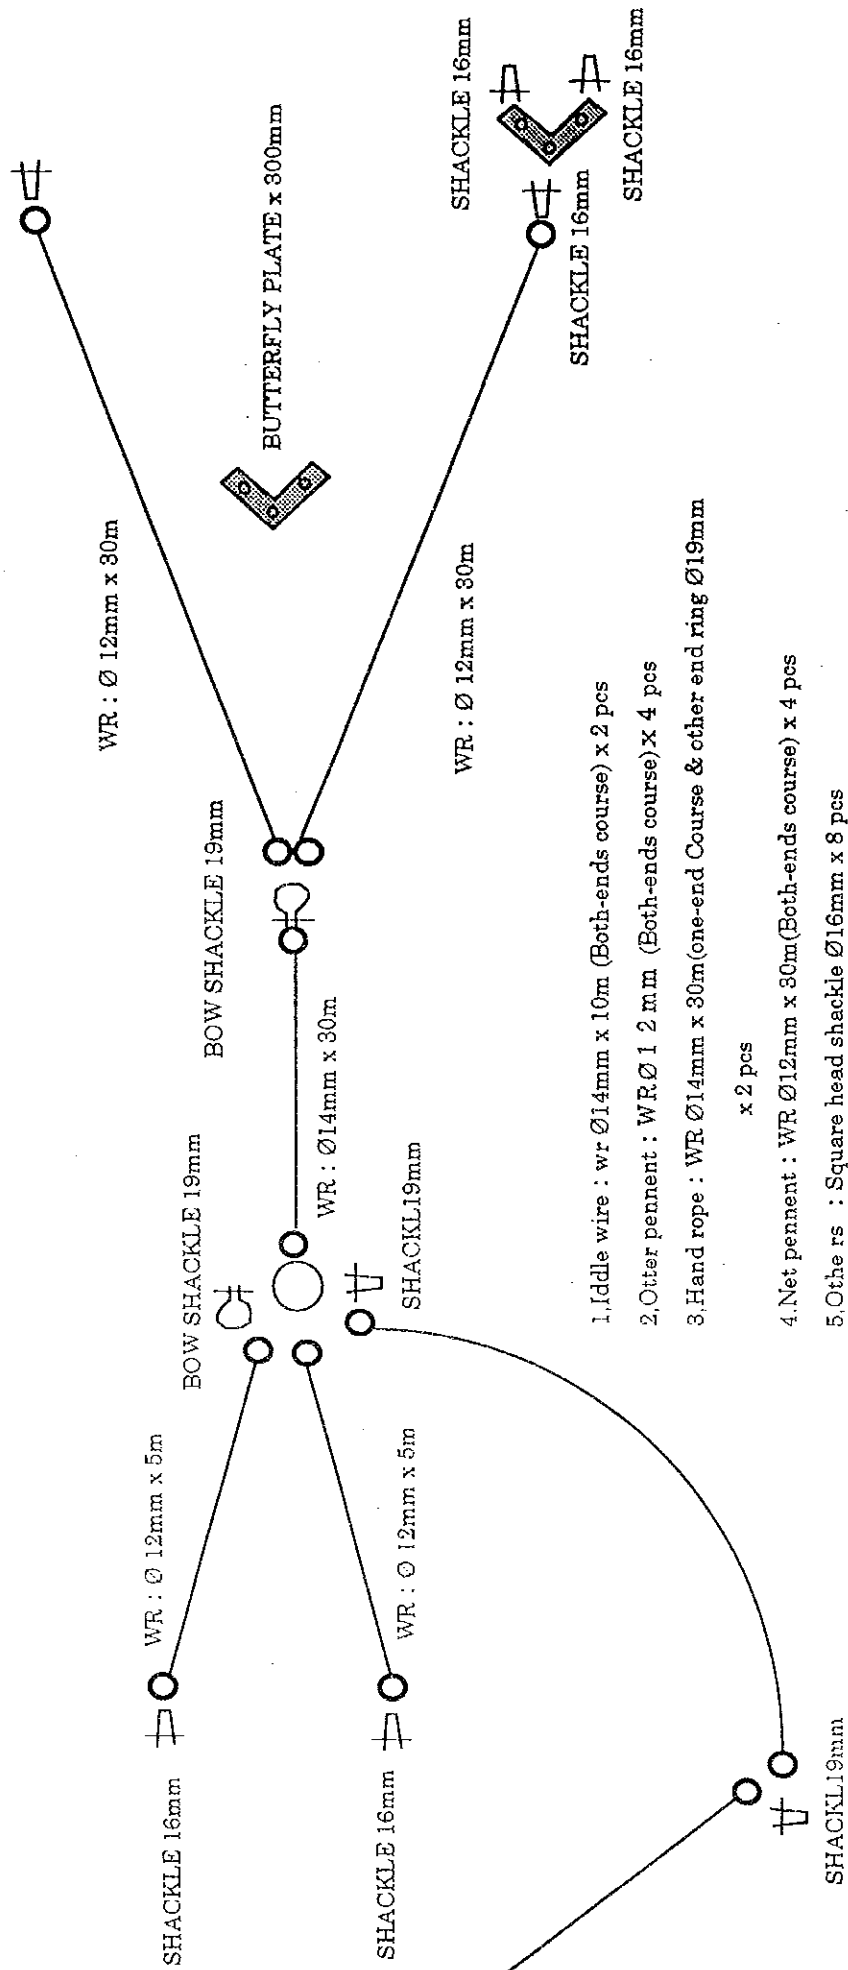 SHACKLE 16mm
WR : Ø 12mm x 5m
BOW SHACKLE 19mm
BOW SHACKLE 19mm
WR : Ø 12mm x 30m
BUTTERFLY PLATE x 300mm
SHACKLE 16mm
SHACKLE 16mm
SHACKLE 16mm
SHACKLE 16mm
WR : Ø 12mm x 5m
SHACKL19mm
WR : Ø14mm x 30m
WR : Ø 12mm x 30m
SHACKL19mm
1,Iddle wire : wr Ø14mm x 10m (Both-ends course) x 2 pcs
2,Otter pennent : WRØ 1 2 mm (Both-ends course) x 4 pcs
3,Hand rope : WR Ø14mm x 30m(one-end Course & other end ring Ø19mm
x 2 pcs
4.Net pennent : WR Ø12mm x 30m(Both-ends course) x 4 pcs
5,Othe rs : Square head shackle Ø16mm x 8 pcs